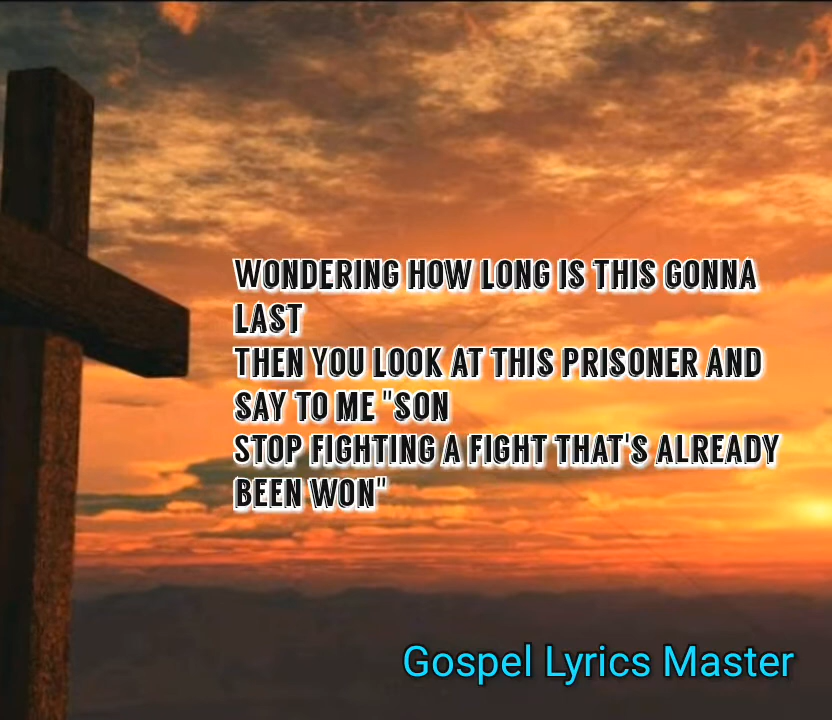 WONDERING HOW LONG IS THIS GONNA
LAST
THEN YOU LOOK AT THIS PRISONER AND
SAY TO ME "SON
STOP FIGHTING A FIGHT THAT'S ALREADY
BEEN WON"
Gospel Lyrics Master